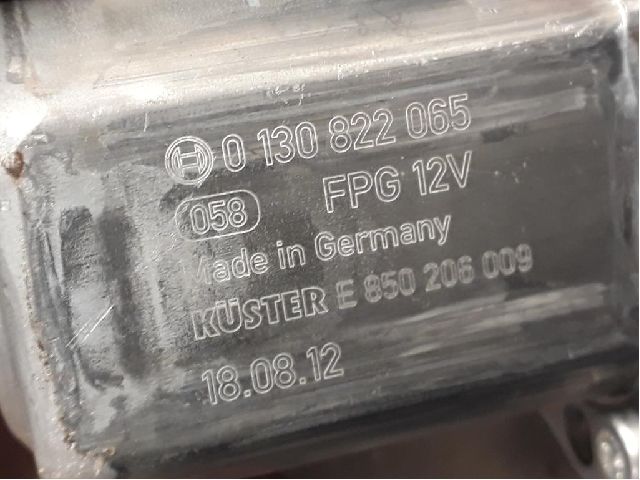 0 130 822 065
058 FPG 12V
Made in Germany
KÜSTER E 850 206 009
18.08.12